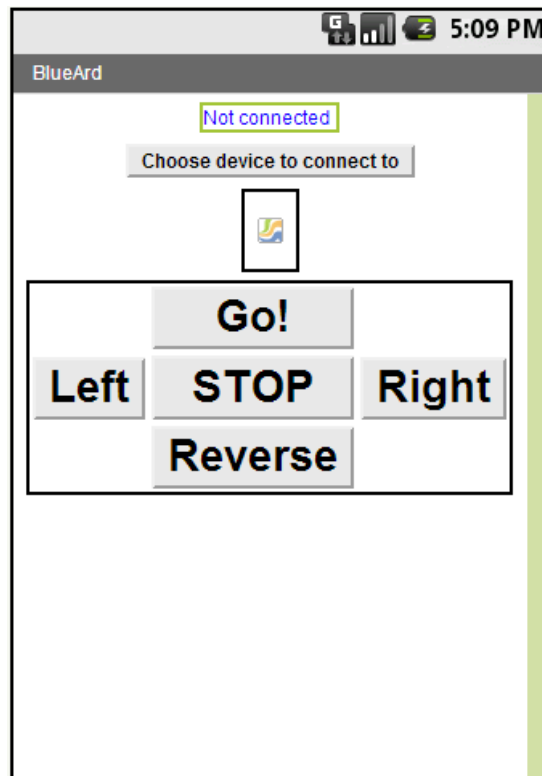 5:09 PM
BlueArd
Not connected
Choose device to connect to
Go!
Left STOP Right
Reverse